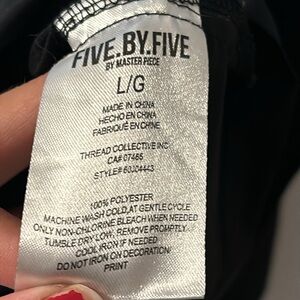 FIVE.BY.FIVE
BY MASTER PIECE
L/G
MADE IN CHINA
HECHO EN CHINA
FABRIQUÉ EN CHINE
THREAD COLLECTIVE INC
CA# 07466
STYLE# 60J04443
100% POLYESTER
MACHINE WASH COLD, AT GENTLE CYCLE
ONLY NON-CHLORINE BLEACH WHEN NEEDED
TUMBLE DRY LOW, REMOVE PROMPTLY
COOL IRON IF NEEDED
DO NOT IRON ON DECORATION/
PRINT